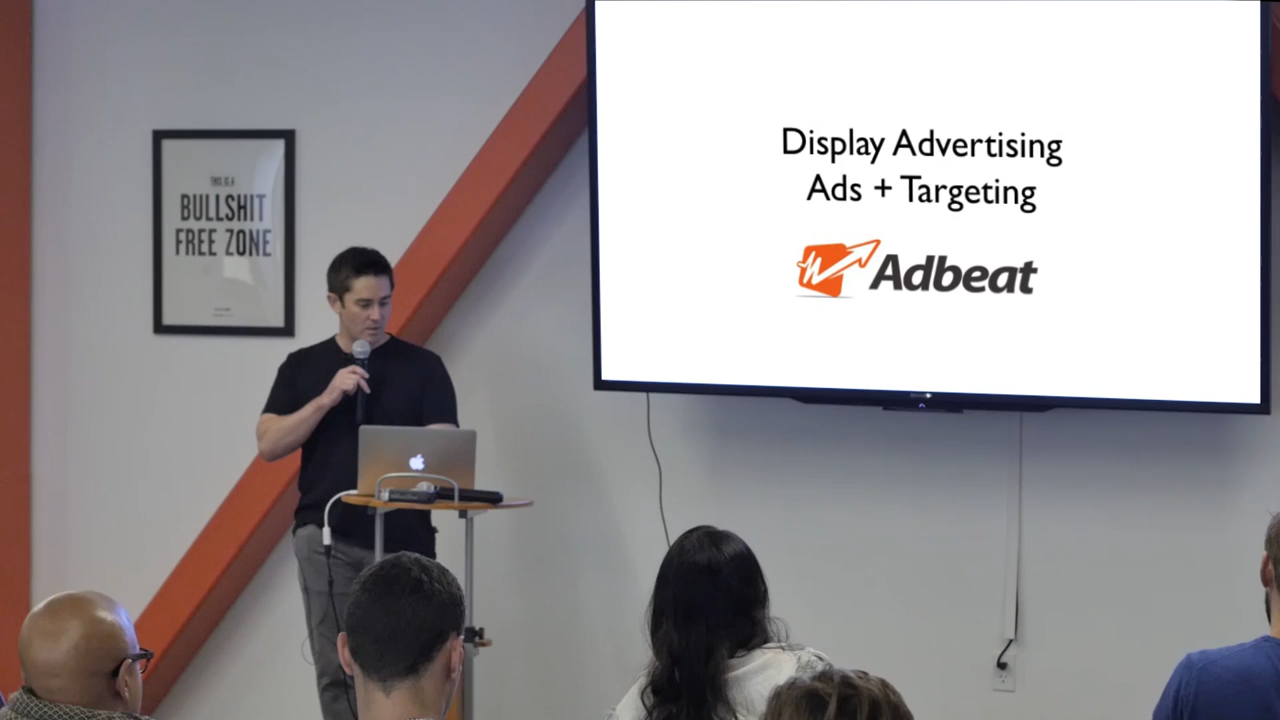 THIS IS A
BULLSHIT
FREE ZONE
Display Advertising
Ads + Targeting
Adbeat